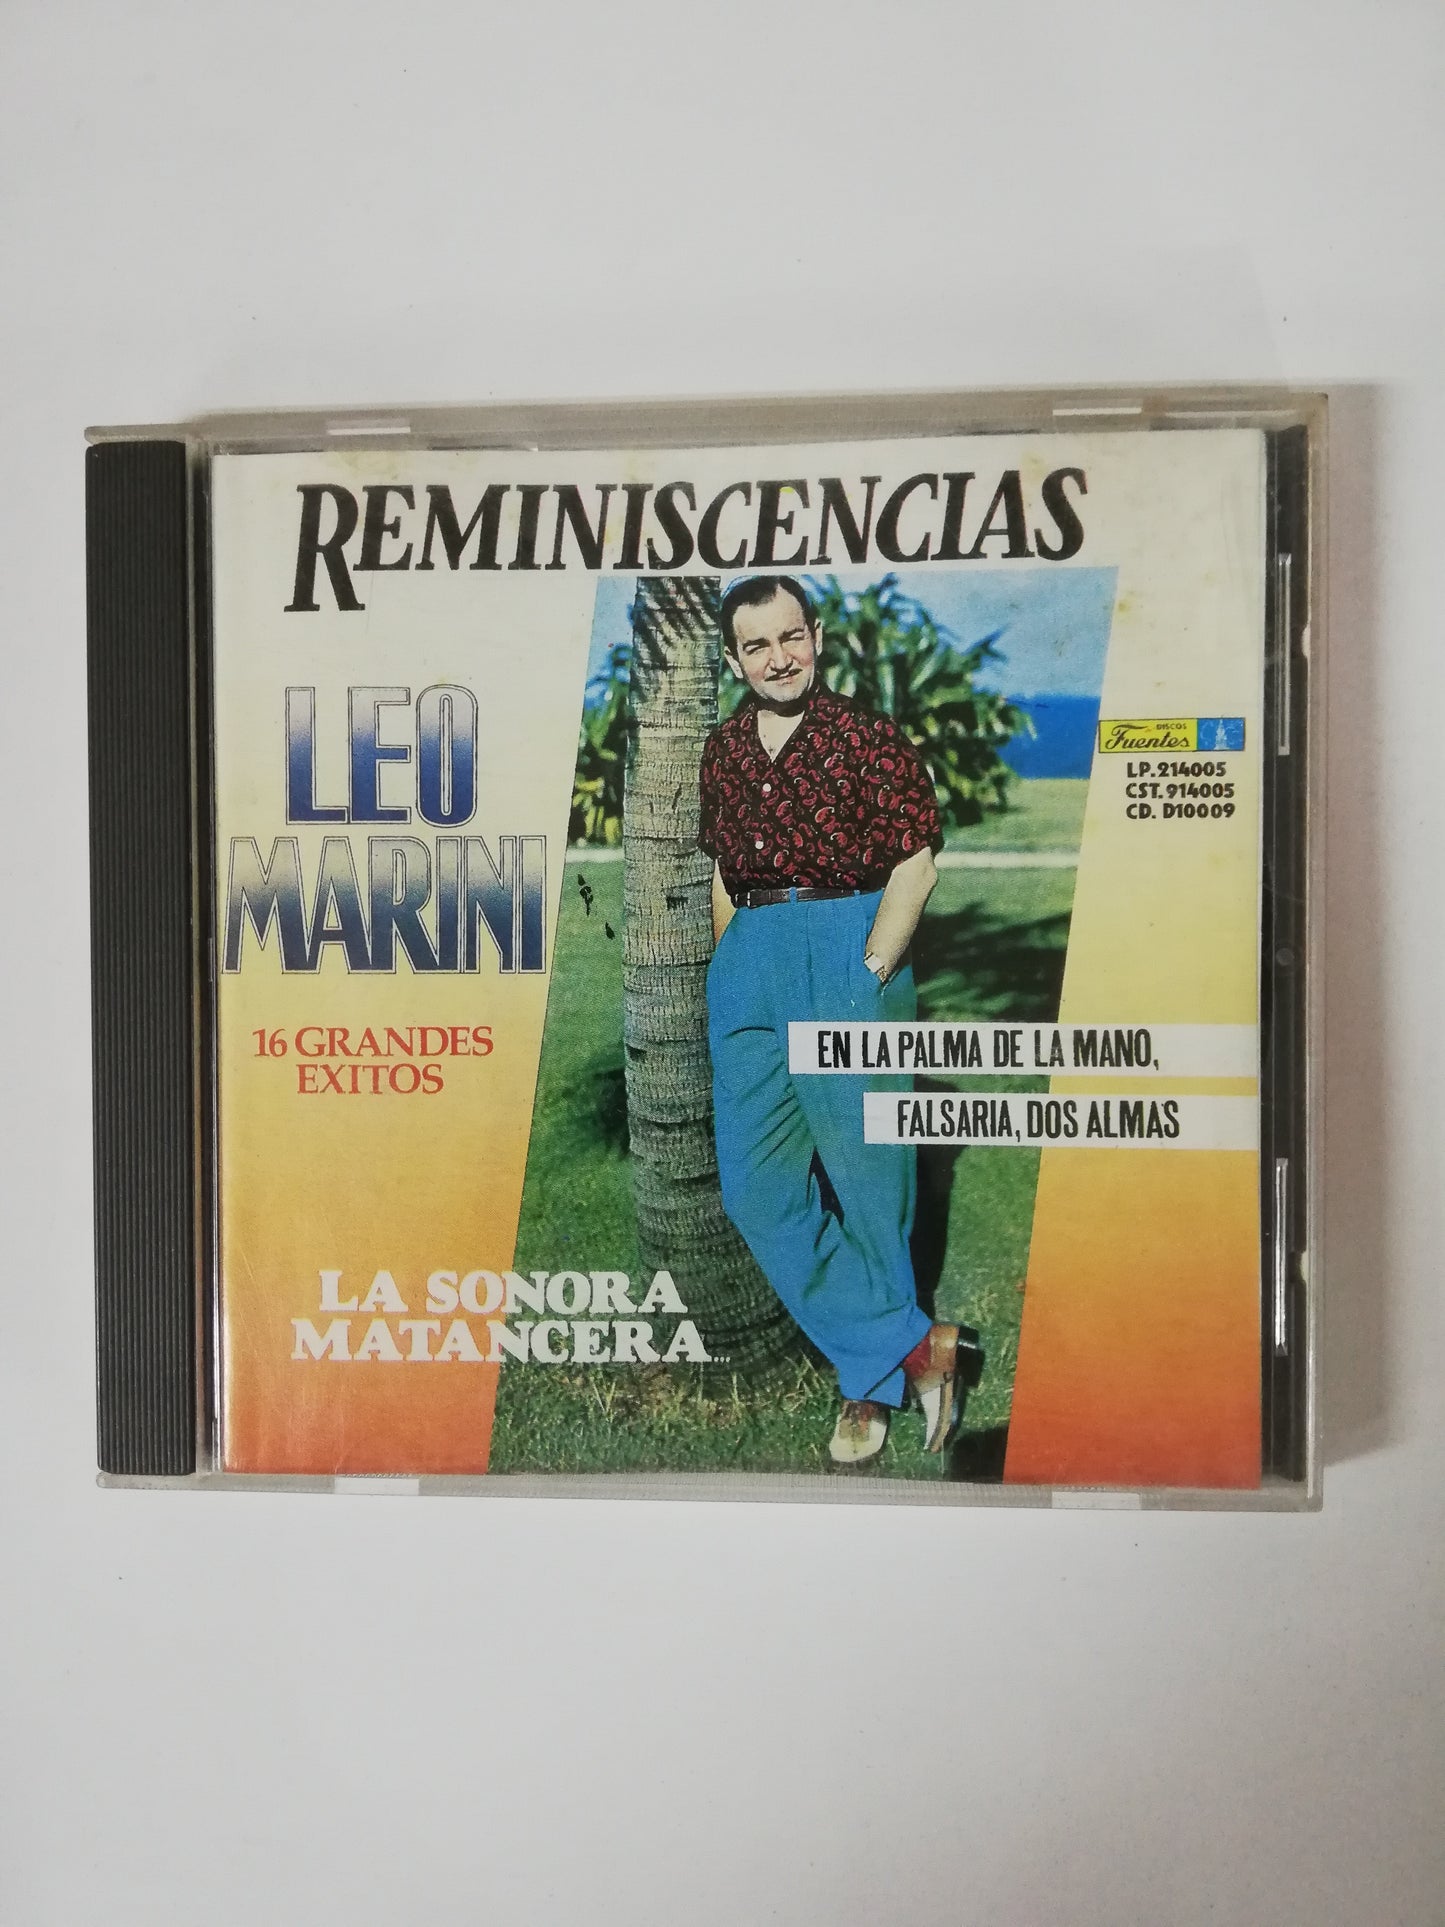 REMINISCENCIAS
LEO
MARINI
16 GRANDES
EXITOS
DISCOS
Fuentes
LP.214005
CST.914005
CD. D10009
EN LA PALMA DE LA MANO,
FALSARIA, DOS ALMAS
LA SONORA
MATANCERA...